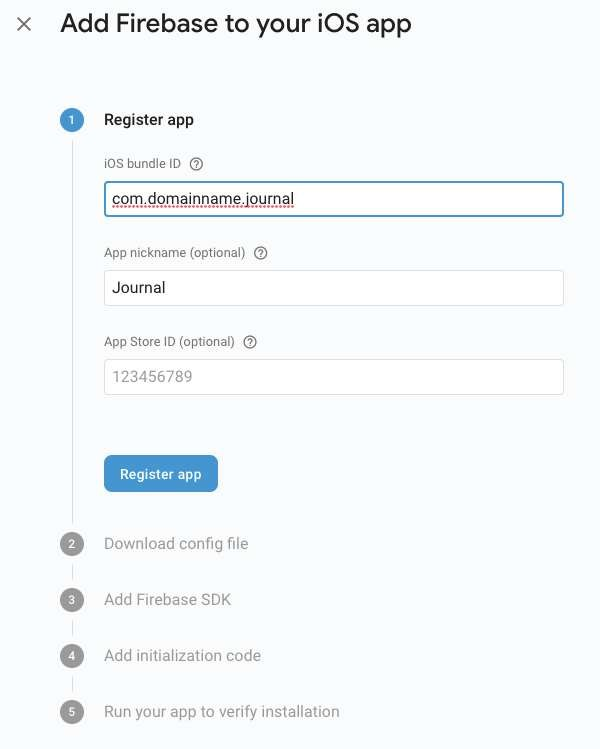 Add Firebase to your iOS app
1
Register app
iOS bundle ID
com.domainname.journal
App nickname (optional)
Journal
App Store ID (optional)
123456789
Register app
2 Download config file
3 Add Firebase SDK
4 Add initialization code
5 Run your app to verify installation